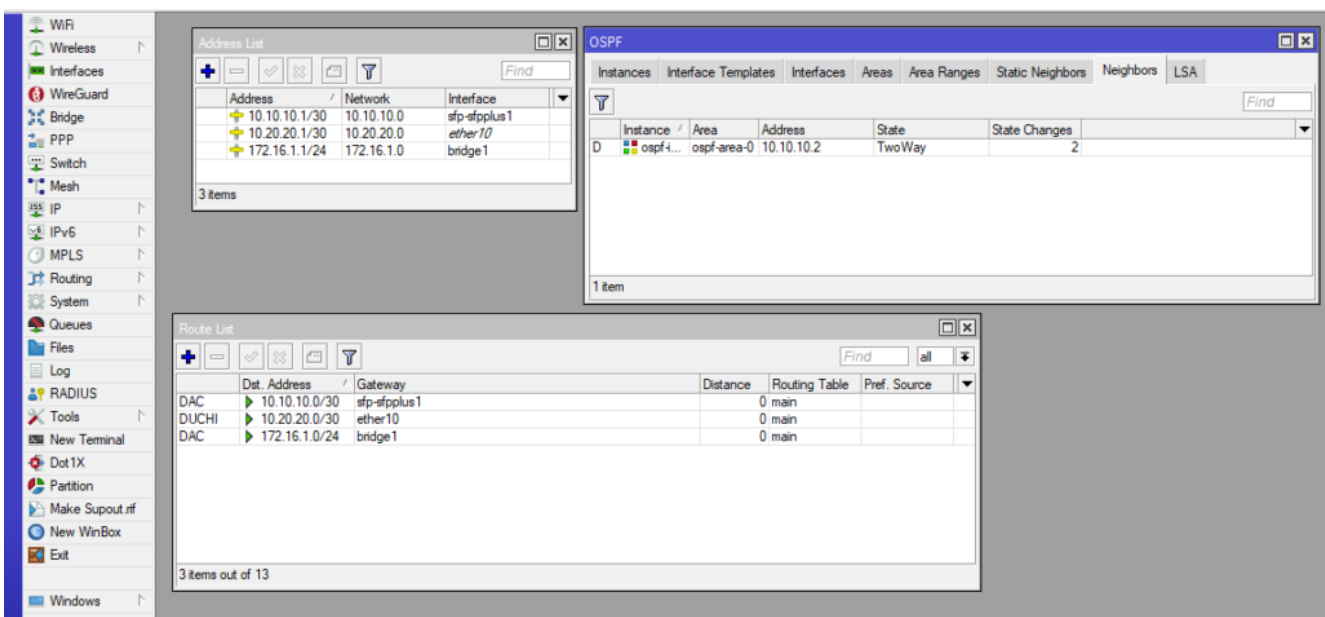 WiFi
Wireless
Interfaces
WireGuard
Bridge
PPP
Switch
Mesh
IP
IPv6
MPLS
Routing
System
Queues
Files
Log
RADIUS
Tools
New Terminal
Dot1X
Partition
Make Supout.rif
New WinBox
Exit
Windows
Address List
Find
Address Network Interface
10.10.10.1/30 10.10.10.0 sfp-sfpplus1
10.20.20.1/30 10.20.20.0 ether10
172.16.1.1/24 172.16.1.0 bridge1
3 items
OSPF
Instances Interface Templates Interfaces Areas Area Ranges Static Neighbors Neighbors LSA
Find
Instance Area Address State State Changes
D ospf-i... ospf-area-0 10.10.10.2 TwoWay 2
1 item
Route List
Find all
Dst. Address Gateway Distance Routing Table Pref. Source
DAC 10.10.10.0/30 sfp-sfpplus1 0 main
DUCHI 10.20.20.0/30 ether10 0 main
DAC 172.16.1.0/24 bridge1 0 main
3 items out of 13